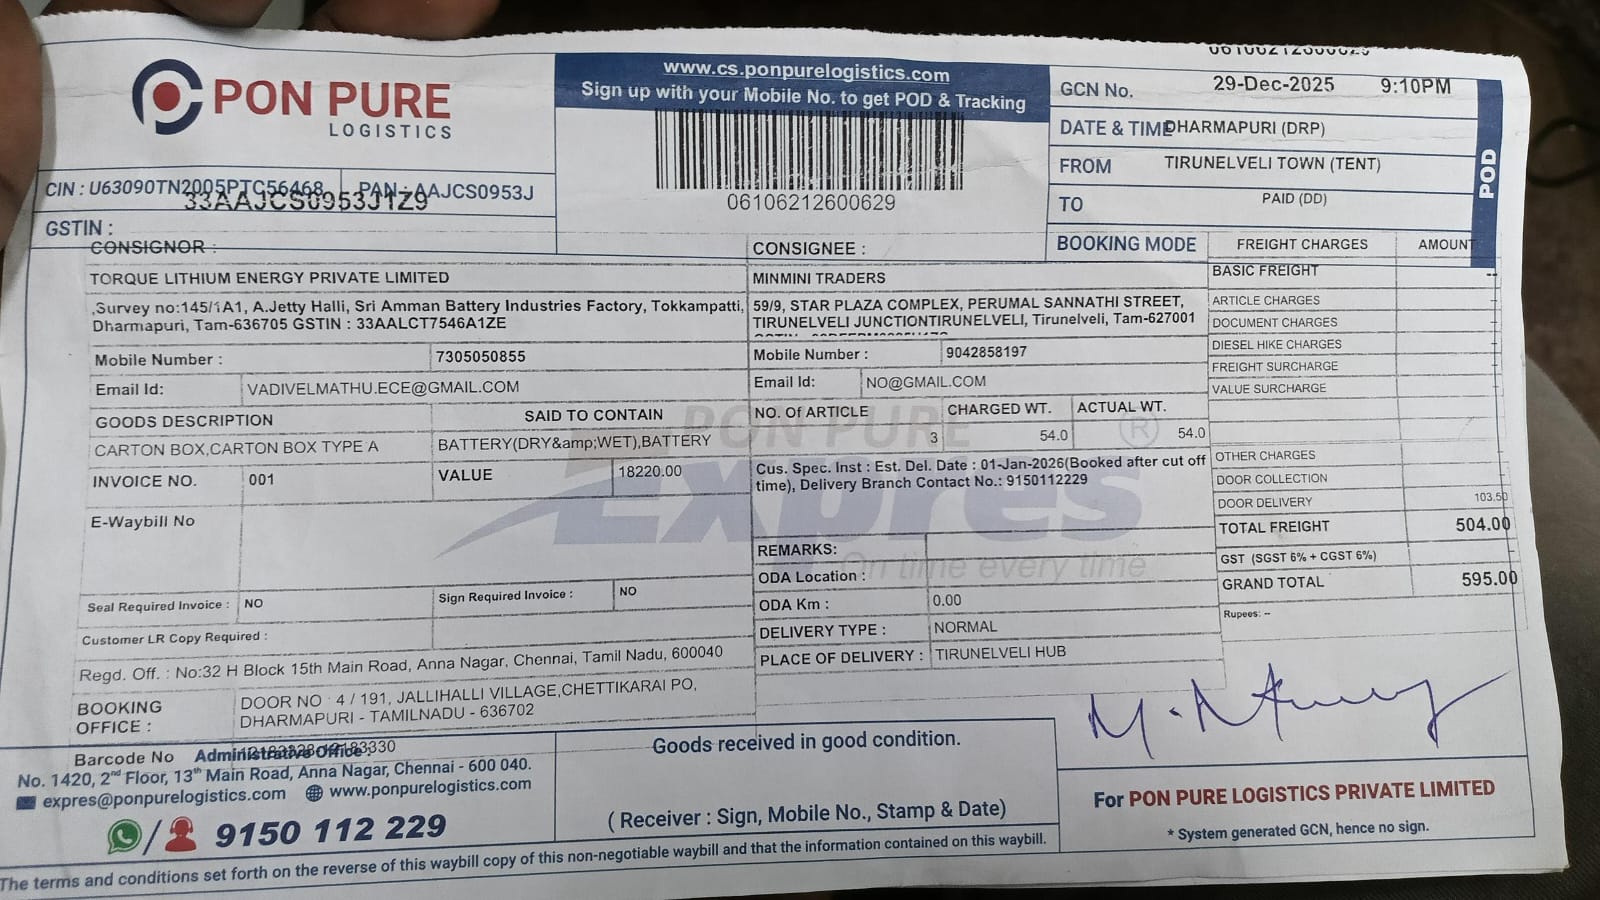 PON PURE
LOGISTICS
CIN : U63090TN2005PTC56468 PAN- AAJCS0953J
33AAJCS0953J1Z9
GSTIN :
www.cs.ponpurelogistics.com
Sign up with your Mobile No. to get POD & Tracking
06106212600629
GCN No. 29-Dec-2025 9:10PM
DATE & TIME DHARMAPURI (DRP)
FROM TIRUNELVELI TOWN (TENT)
TO PAID (DD)
BOOKING MODE
POD
CONSIGNOR :
TORQUE LITHIUM ENERGY PRIVATE LIMITED
,Survey no:145/1A1, A.Jetty Halli, Sri Amman Battery Industries Factory, Tokkampatti,
Dharmapuri, Tam-636705 GSTIN : 33AALCT7546A1ZE
Mobile Number : 7305050855
Email Id: VADIVELMATHU.ECE@GMAIL.COM
GOODS DESCRIPTION SAID TO CONTAIN
CARTON BOX,CARTON BOX TYPE A BATTERY(DRY&amp;WET),BATTERY
INVOICE NO. 001 VALUE 18220.00
E-Waybill No
Seal Required Invoice : NO Sign Required Invoice : NO
Customer LR Copy Required :
Regd. Off. : No:32 H Block 15th Main Road, Anna Nagar, Chennai, Tamil Nadu, 600040
BOOKING OFFICE : DOOR NO : 4 / 191, JALLIHALLI VILLAGE,CHETTIKARAI PO,
DHARMAPURI - TAMILNADU - 636702
Barcode No
CONSIGNEE :
MINMINI TRADERS
59/9, STAR PLAZA COMPLEX, PERUMAL SANNATHI STREET,
TIRUNELVELI JUNCTIONTIRUNELVELI, Tirunelveli, Tam-627001
Mobile Number : 9042858197
Email Id: NO@GMAIL.COM
NO. Of ARTICLE CHARGED WT. ACTUAL WT.
3 54.0 54.0
Cus. Spec. Inst : Est. Del. Date : 01-Jan-2026(Booked after cut off
time), Delivery Branch Contact No.: 9150112229
REMARKS:
ODA Location :
ODA Km : 0.00
DELIVERY TYPE : NORMAL
PLACE OF DELIVERY : TIRUNELVELI HUB
PON PURE
Expres
On time every time
FREIGHT CHARGES AMOUNT
BASIC FREIGHT --
ARTICLE CHARGES
DOCUMENT CHARGES
DIESEL HIKE CHARGES
FREIGHT SURCHARGE
VALUE SURCHARGE
OTHER CHARGES
DOOR COLLECTION
DOOR DELIVERY 103.50
TOTAL FREIGHT 504.00
GST (SGST 6% + CGST 6%)
GRAND TOTAL 595.00
Rupees: --
Administrative Office :
No. 1420, 2nd Floor, 13th Main Road, Anna Nagar, Chennai - 600 040.
expres@ponpurelogistics.com www.ponpurelogistics.com
/ 9150 112 229
Goods received in good condition.
( Receiver : Sign, Mobile No., Stamp & Date)
For PON PURE LOGISTICS PRIVATE LIMITED
* System generated GCN, hence no sign.
The terms and conditions set forth on the reverse of this waybill copy of this non-negotiable waybill and that the information contained on this waybill.